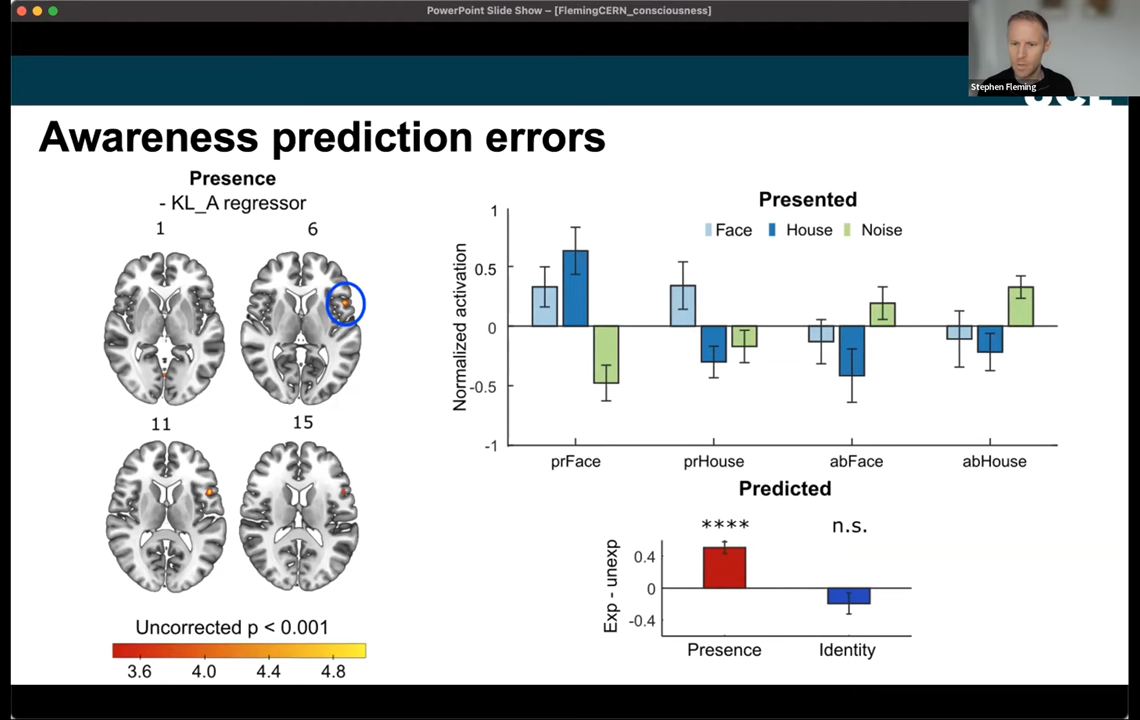 PowerPoint Slide Show – [FlemingCERN_consciousness]
Stephen Fleming
Awareness prediction errors
Presence
- KL_A regressor
1
6
11
15
Uncorrected p < 0.001
3.6 4.0 4.4 4.8
Presented
Face House Noise
Normalized activation
1
0.5
0
-0.5
-1
prFace prHouse abFace abHouse
Predicted
**** n.s.
Exp - unexp
0.4
0
-0.4
Presence Identity